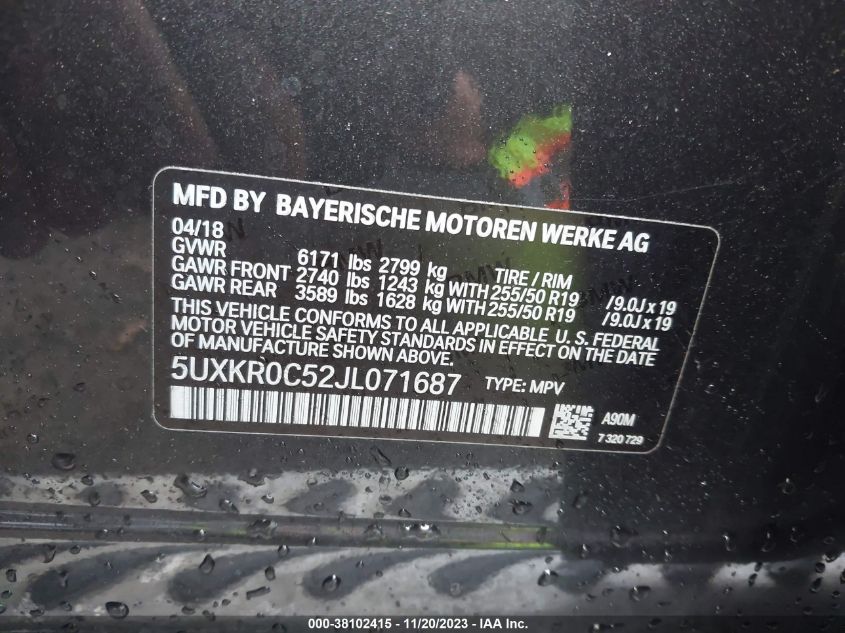 MFD BY BAYERISCHE MOTOREN WERKE AG
04/18
GVWR 6171 lbs 2799 kg TIRE / RIM
GAWR FRONT 2740 lbs 1243 kg WITH 255/50 R19 /9.0J x 19
GAWR REAR 3589 lbs 1628 kg WITH 255/50 R19 /9.0J x 19
THIS VEHICLE CONFORMS TO ALL APPLICABLE U. S. FEDERAL
MOTOR VEHICLE SAFETY STANDARDS IN EFFECT ON THE DATE
OF MANUFACTURE SHOWN ABOVE.
5UXKR0C52JL071687 TYPE: MPV
A90M
7 320 729
000-38102415 - 11/20/2023 - IAA Inc.